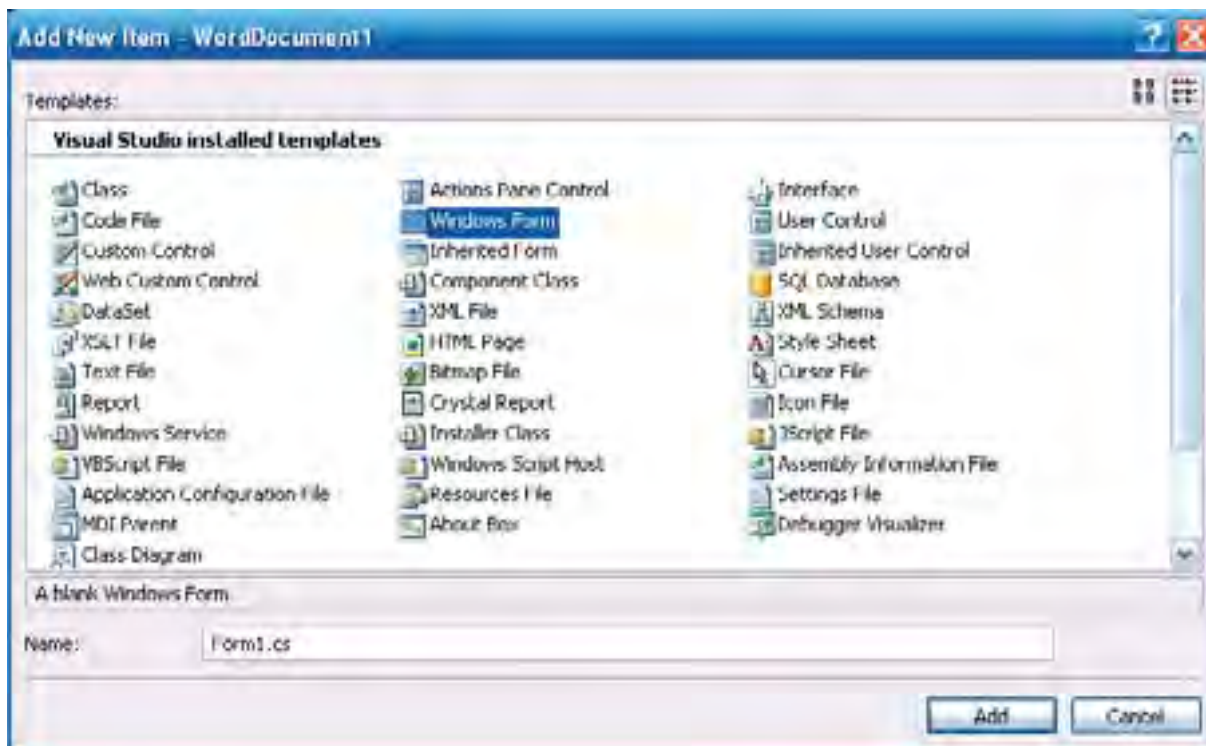 Add New Item - WordDocument1
Templates:
Visual Studio installed templates
Class Actions Pane Control Interface
Code File Windows Form User Control
Custom Control Inherited Form Inherited User Control
Web Custom Control Component Class SQL Database
DataSet XML File XML Schema
XSLT File HTML Page Style Sheet
Text File Bitmap File Cursor File
Report Crystal Report Icon File
Windows Service Installer Class JScript File
VBScript File Windows Script Host Assembly Information File
Application Configuration File Resources File Settings File
MDI Parent About Box Debugger Visualizer
Class Diagram
A blank Windows Form
Name: Form1.cs
Add Cancel